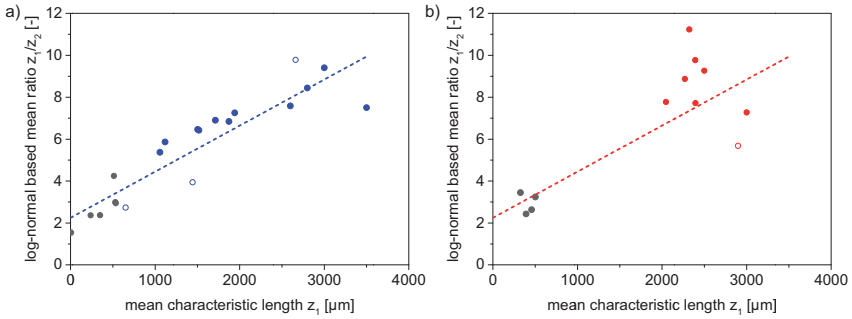 a)
log-normal based mean ratio z₁/z₂ [-]
12
10
8
6
4
2
0
0 1000 2000 3000 4000
mean characteristic length z₁ [µm]
b)
log-normal based mean ratio z₁/z₂ [-]
12
10
8
6
4
2
0
0 1000 2000 3000 4000
mean characteristic length z₁ [µm]